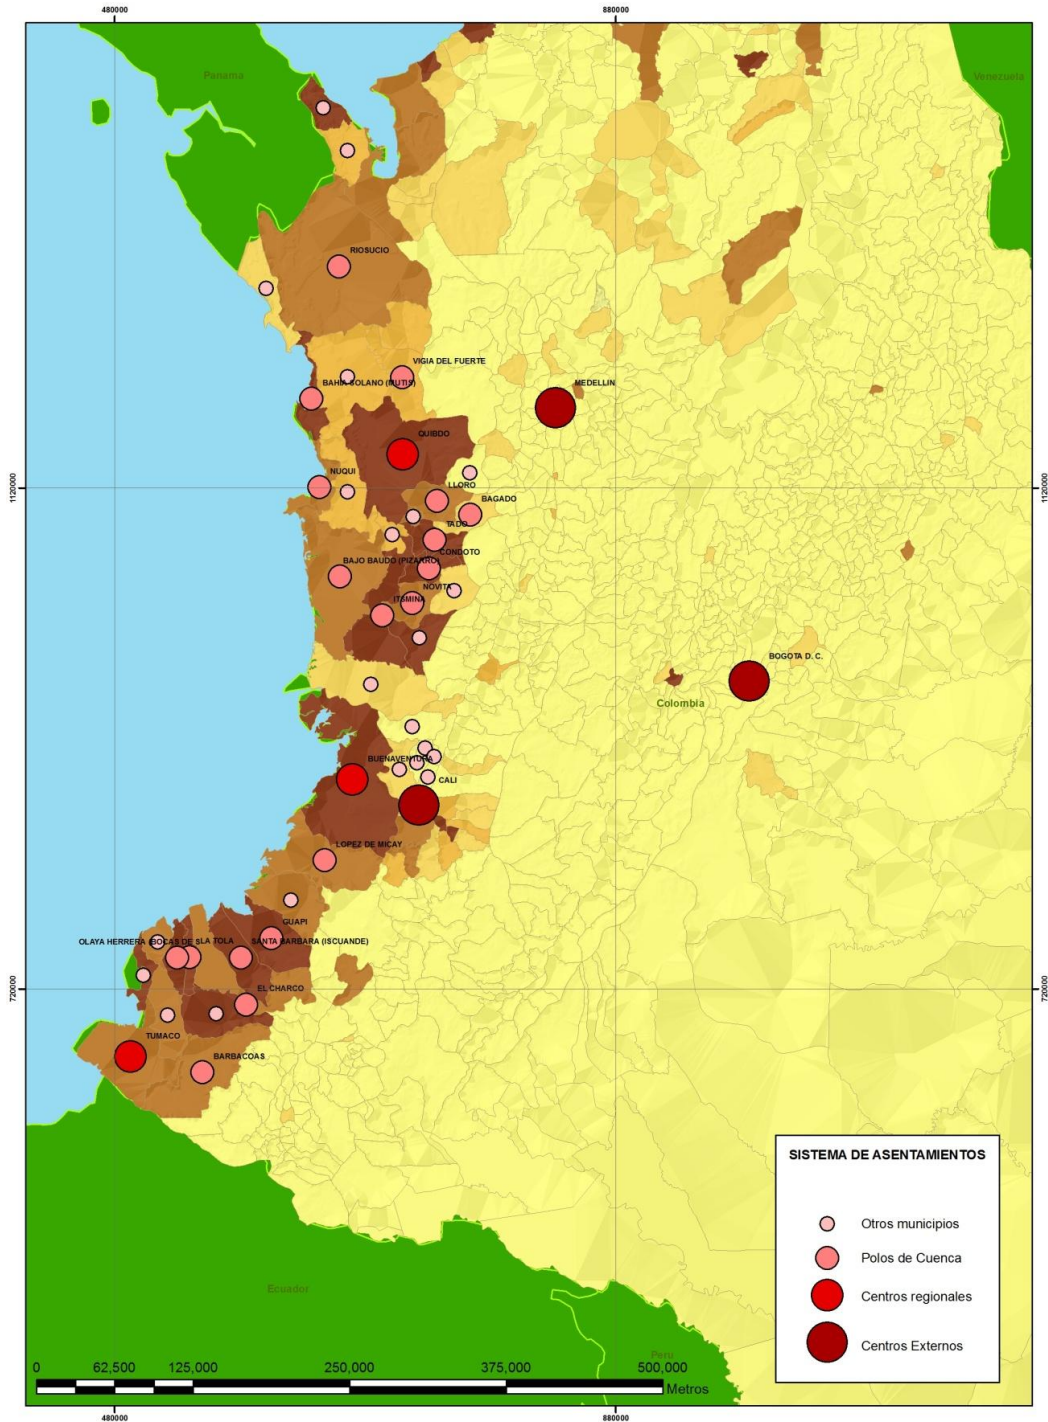 480000
880000
Panama
Venezuela
RIOSUCIO
VIGIA DEL FUERTE
BAHIA SOLANO (MUTIS)
MEDELLIN
QUIBDO
NUQUI
LLORO
1120000
1120000
BAGADO
TADO
CONDOTO
BAJO BAUDO (PIZARRO)
NOVITA
ITSMINA
BOGOTA D. C.
Colombia
BUENAVENTURA
CALI
LOPEZ DE MICAY
GUAPI
OLAYA HERRERA (BOCAS DE S
LA TOLA
SANTA BARBARA (ISCUANDE)
EL CHARCO
720000
720000
TUMACO
BARBACOAS
SISTEMA DE ASENTAMIENTOS
Otros municipios
Polos de Cuenca
Centros regionales
Centros Externos
Ecuador
Peru
0 62,500 125,000 250,000 375,000 500,000
Metros
480000
880000